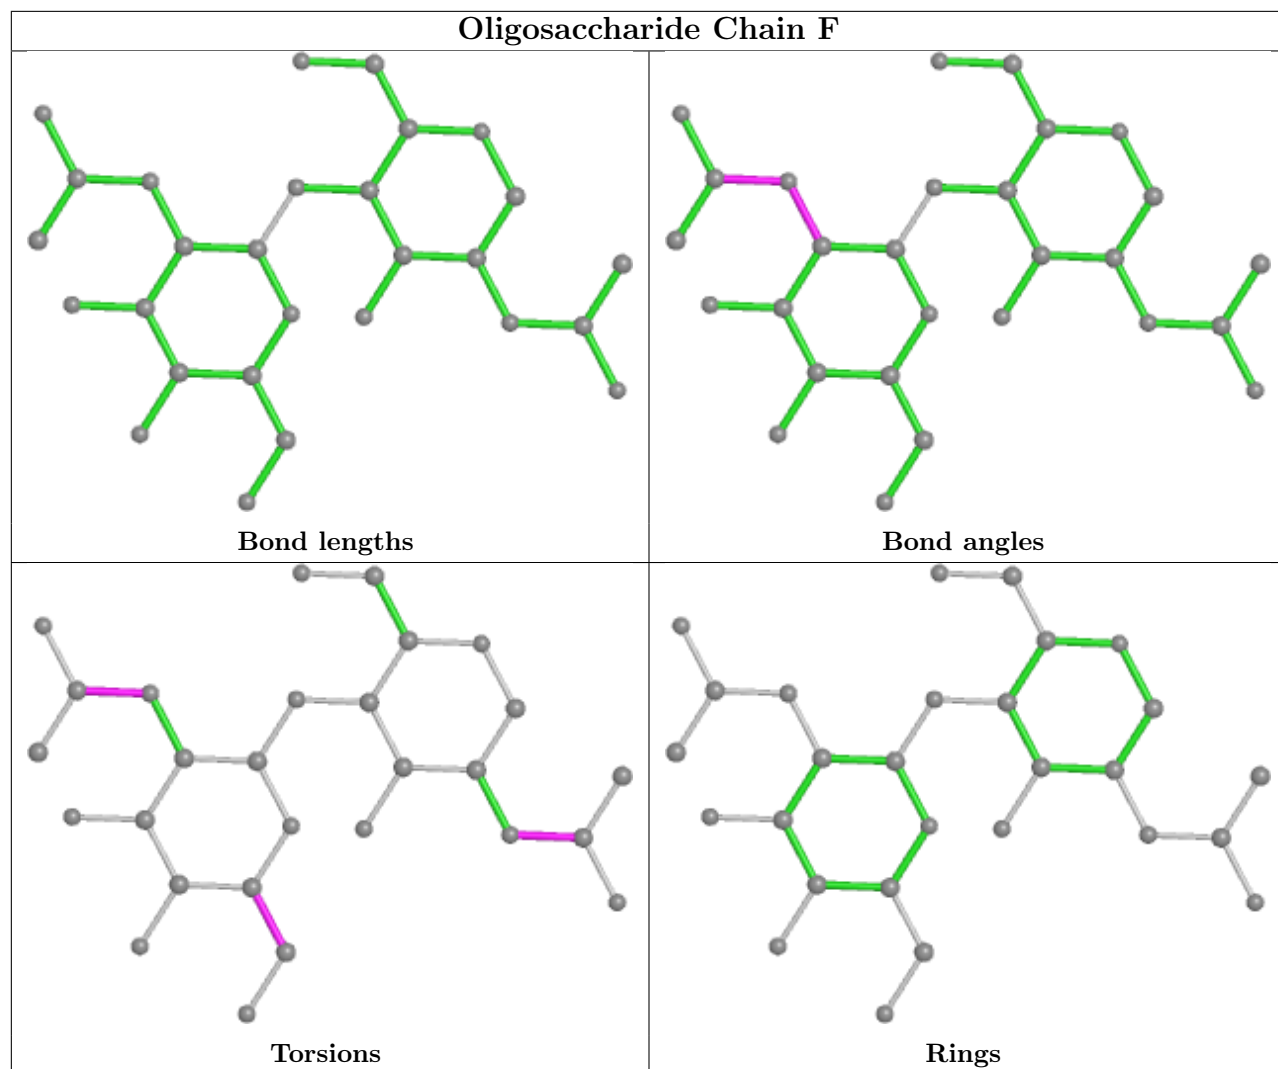 Oligosaccharide Chain F
Bond lengths
Bond angles
Torsions
Rings